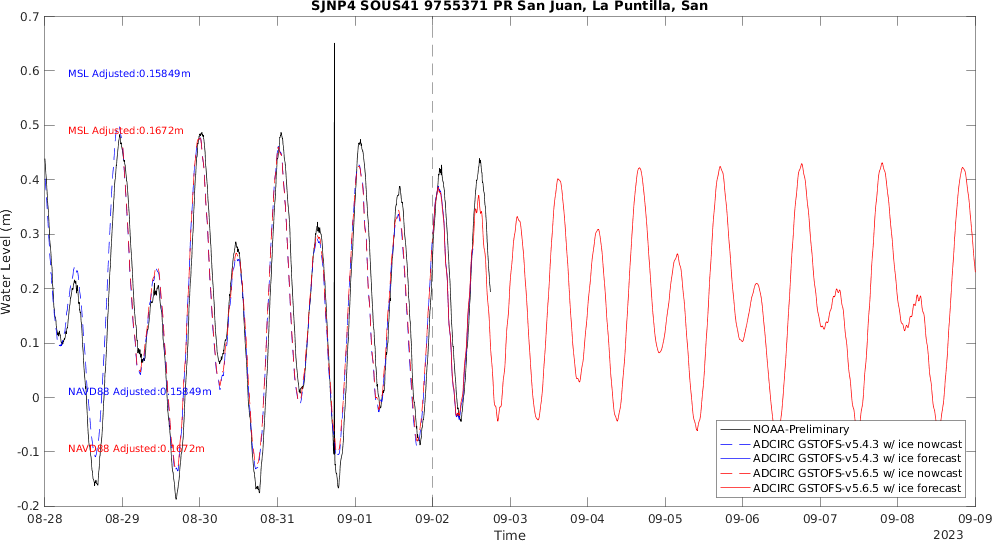 SJNP4 SOUS41 9755371 PR San Juan, La Puntilla, San
0.7
0.6
0.5
0.4
0.3
0.2
0.1
0
-0.1
-0.2
Water Level (m)
MSL Adjusted:0.15849m
MSL Adjusted:0.1672m
NAVD88 Adjusted:0.15849m
NAVD88 Adjusted:0.1672m
NOAA-Preliminary
ADCIRC GSTOFS-v5.4.3 w/ ice nowcast
ADCIRC GSTOFS-v5.4.3 w/ ice forecast
ADCIRC GSTOFS-v5.6.5 w/ ice nowcast
ADCIRC GSTOFS-v5.6.5 w/ ice forecast
08-28 08-29 08-30 08-31 09-01 09-02 09-03 09-04 09-05 09-06 09-07 09-08 09-09
Time
2023